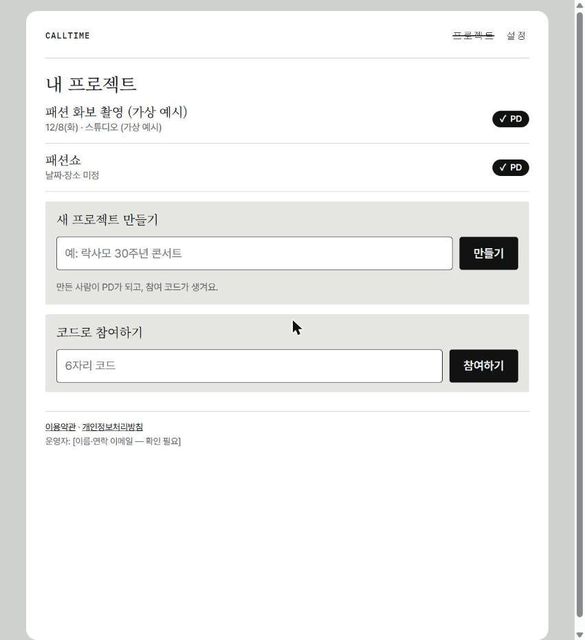 CALLTIME
프로젝트 설정
내 프로젝트
패션 화보 촬영 (가상 예시)
12/8(화) · 스튜디오 (가상 예시)
✓ PD
패션쇼
날짜·장소 미정
✓ PD
새 프로젝트 만들기
예: 락사모 30주년 콘서트
만들기
만든 사람이 PD가 되고, 참여 코드가 생겨요.
코드로 참여하기
6자리 코드
참여하기
이용약관 · 개인정보처리방침
운영자: [이름·연락 이메일 — 확인 필요]